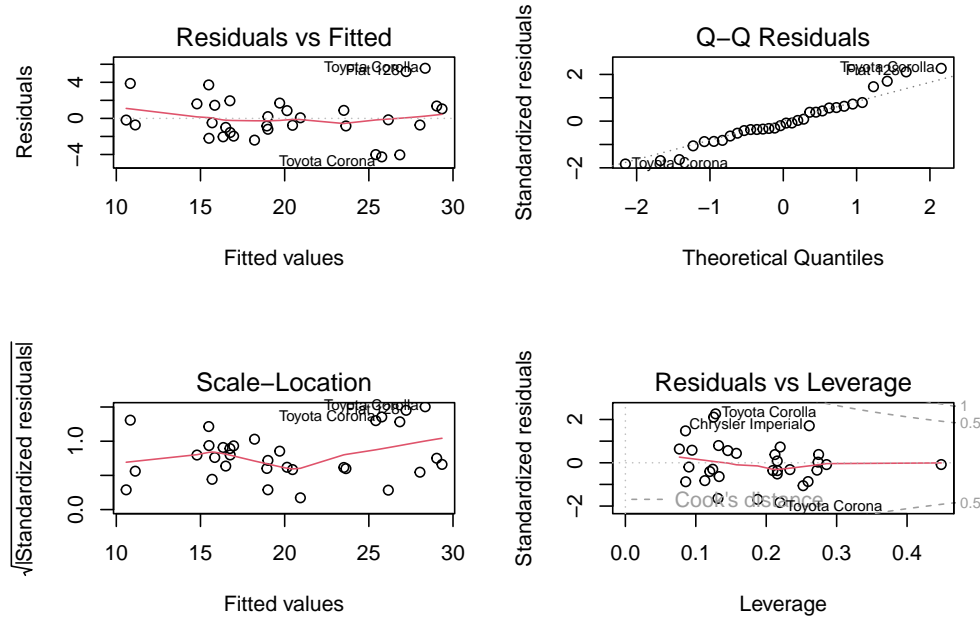 Residuals vs Fitted
Residuals
4
0
−4
Toyota Corolla
Fiat 128
Toyota Corona
10 15 20 25 30
Fitted values
Q−Q Residuals
Standardized residuals
2
0
−2
Toyota Corolla
Fiat 128
Toyota Corona
−2 −1 0 1 2
Theoretical Quantiles
Scale−Location
√|Standardized residuals|
1.0
0.0
Toyota Corolla
Fiat 128
Toyota Corona
10 15 20 25 30
Fitted values
Residuals vs Leverage
Standardized residuals
2
0
2
Toyota Corolla
Chrysler Imperial
Toyota Corona
Cook's distance
1
0.5
0.5
0.0 0.1 0.2 0.3 0.4
Leverage